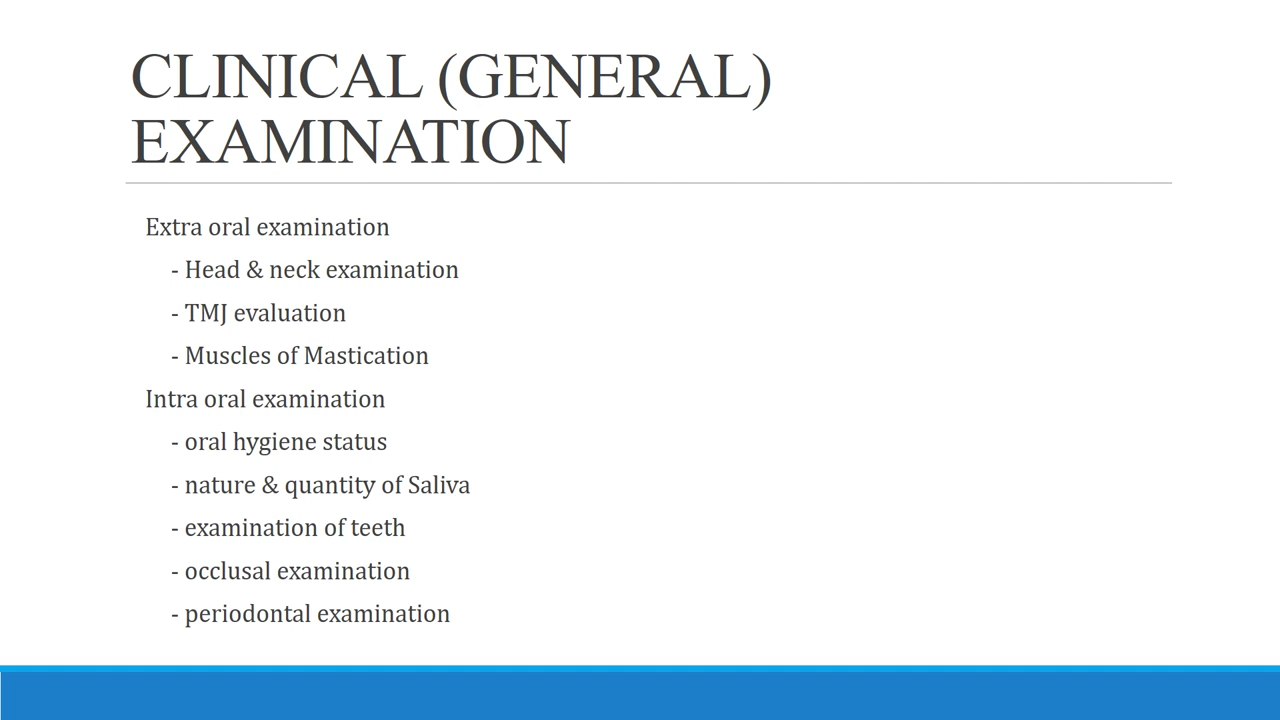 CLINICAL (GENERAL)
EXAMINATION
Extra oral examination
- Head & neck examination
- TMJ evaluation
- Muscles of Mastication
Intra oral examination
- oral hygiene status
- nature & quantity of Saliva
- examination of teeth
- occlusal examination
- periodontal examination